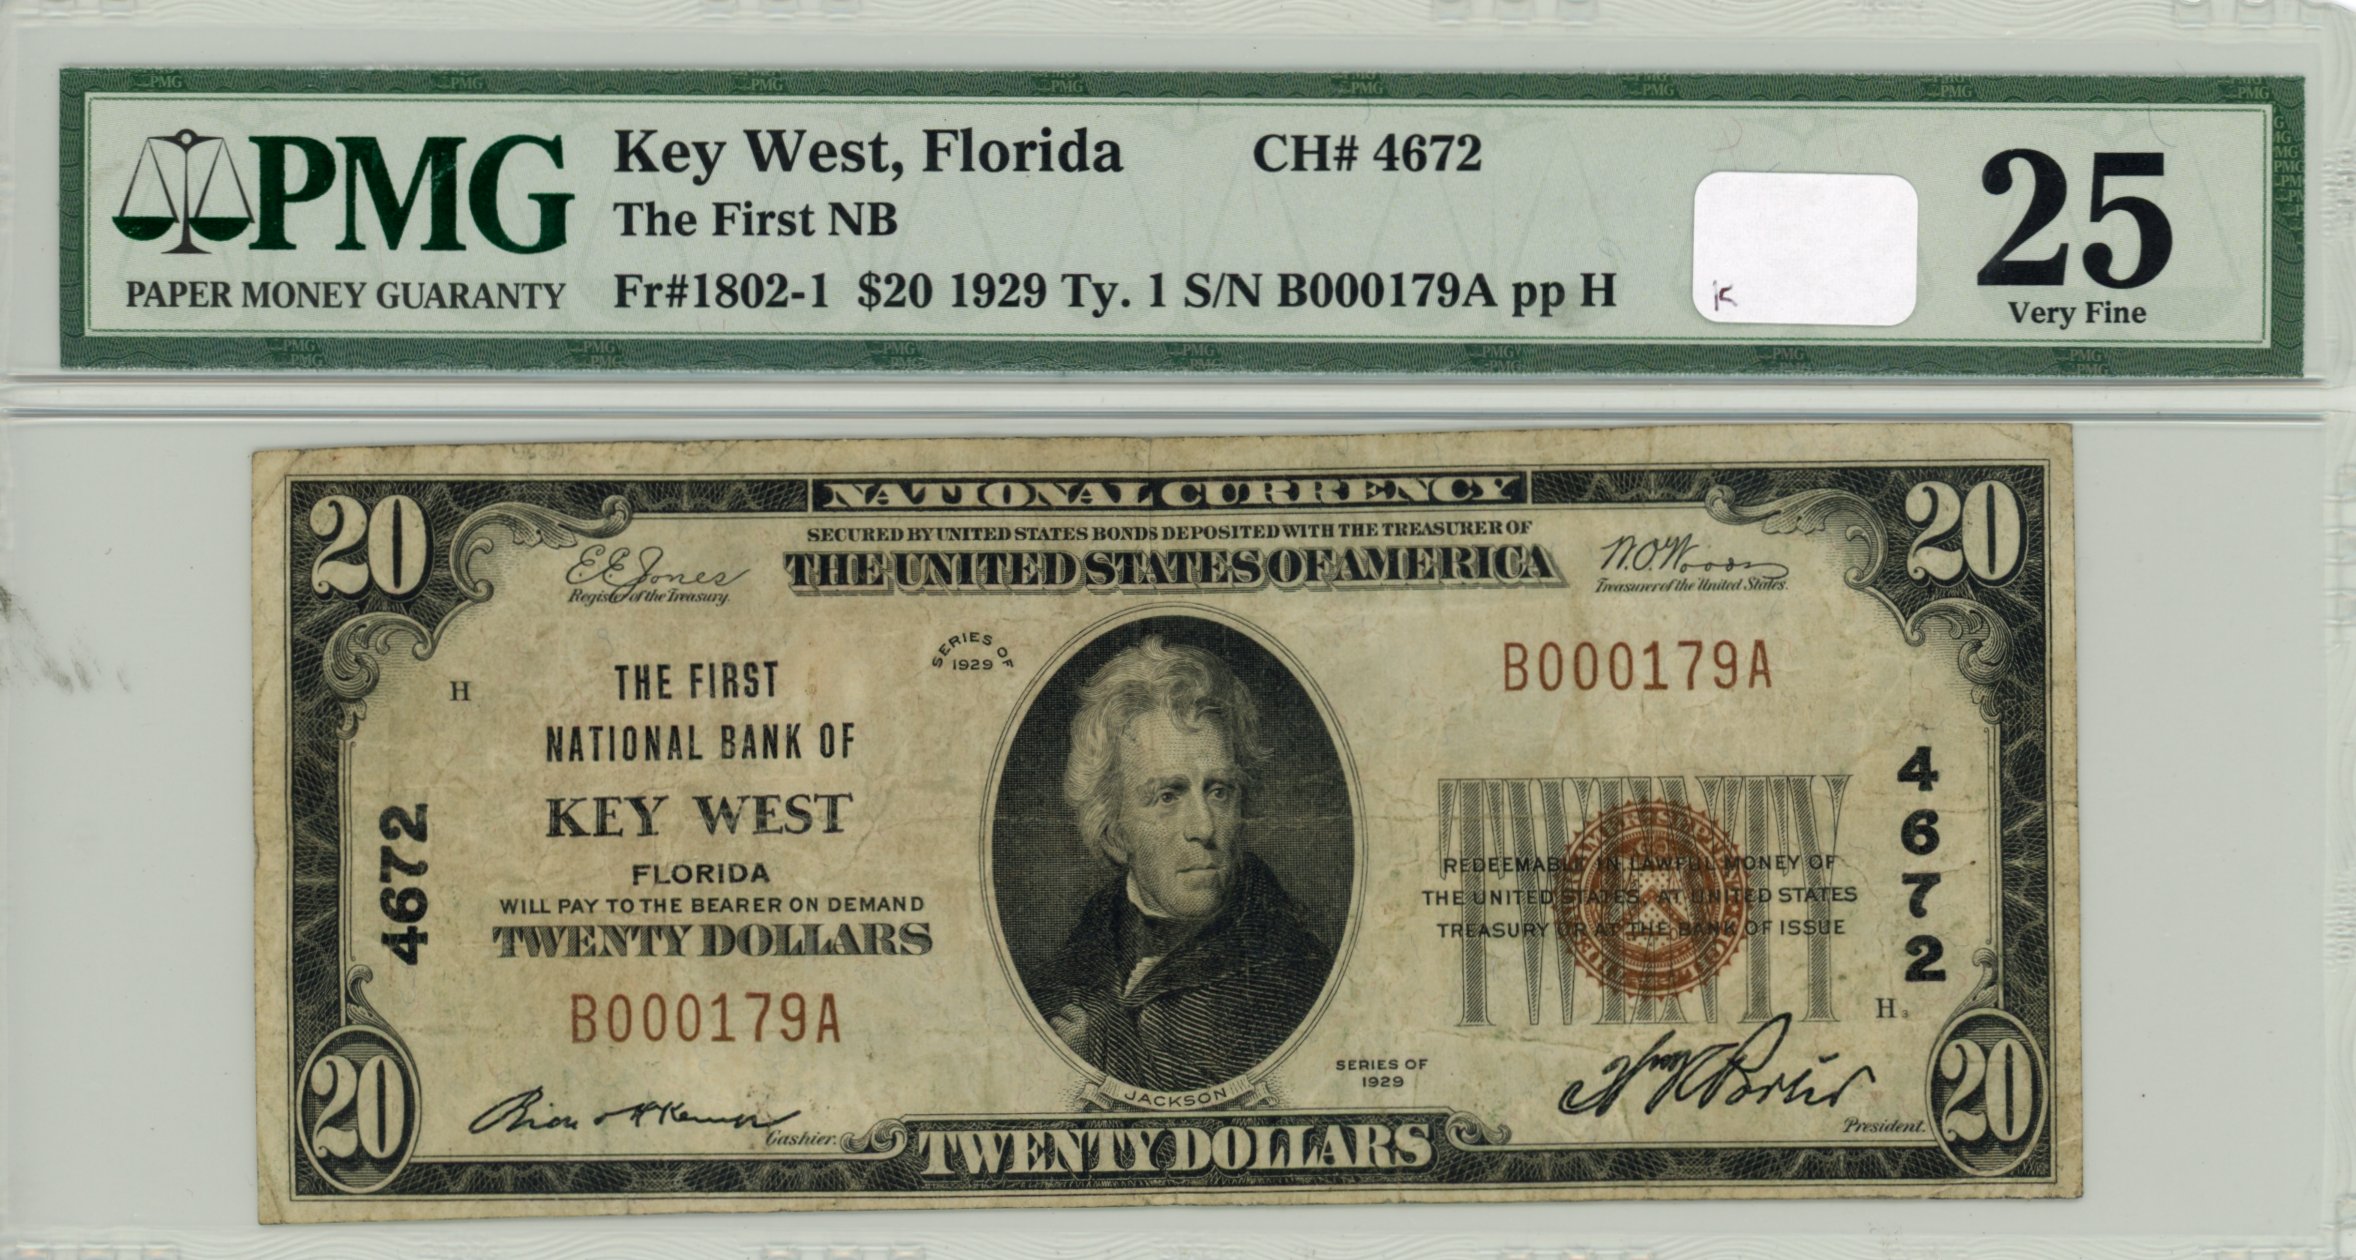 PMG
PAPER MONEY GUARANTY
Key West, Florida CH# 4672
The First NB
Fr#1802-1 $20 1929 Ty. 1 S/N B000179A pp H
25
Very Fine
K
NATIONAL CURRENCY
SECURED BY UNITED STATES BONDS DEPOSITED WITH THE TREASURER OF
THE UNITED STATES OF AMERICA
20
20
E.E. Jones
Register of the Treasury.
W.O. Woods
Treasurer of the United States.
SERIES OF
1929
B000179A
H
THE FIRST
NATIONAL BANK OF
KEY WEST
FLORIDA
WILL PAY TO THE BEARER ON DEMAND
TWENTY DOLLARS
B000179A
4672
4672
TWENTY
REDEEMABLE IN LAWFUL MONEY OF
THE UNITED STATES, AT UNITED STATES
TREASURY OR AT THE BANK OF ISSUE
H
SERIES OF
1929
JACKSON
Cashier.
Porter
President.
20
TWENTY DOLLARS
20